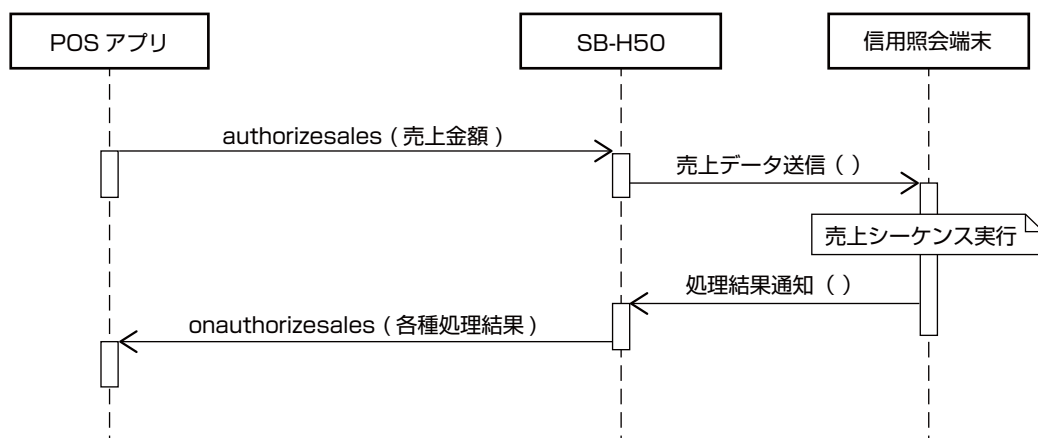 POS アプリ
SB-H50
信用照会端末
authorizesales ( 売上金額 )
売上データ送信 ( )
売上シーケンス実行
処理結果通知 ( )
onauthorizesales ( 各種処理結果 )